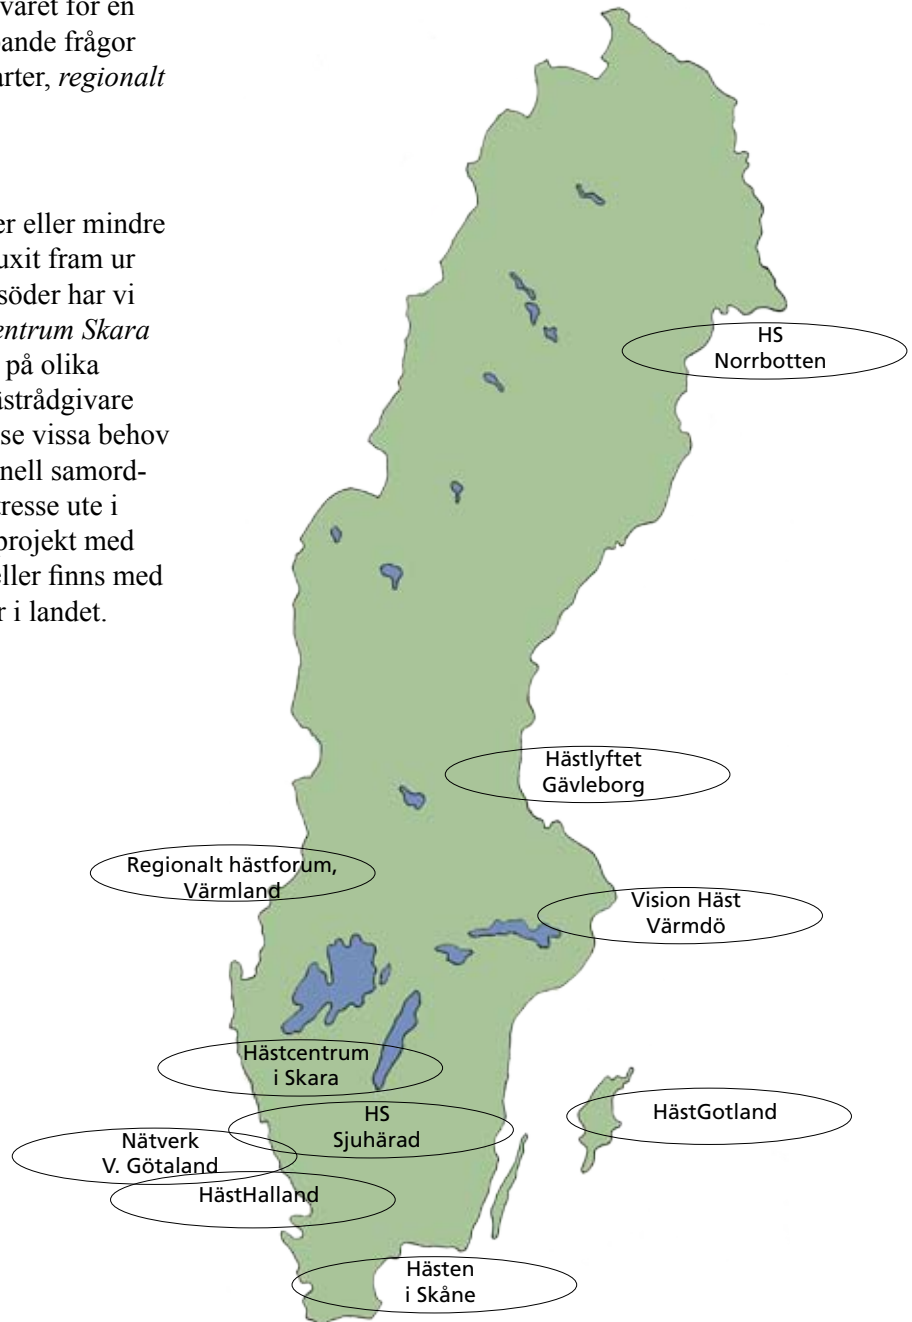 varet för en
ande frågor
arter, regionalt
er eller mindre
uxit fram ur
söder har vi
entrum Skara
på olika
ästrådgivare
se vissa behov
nell samord-
tresse ute i
projekt med
eller finns med
r i landet.
HS
Norrbotten
Hästlyftet
Gävleborg
Regionalt hästforum,
Värmland
Vision Häst
Värmdö
Hästcentrum
i Skara
HS
Sjuhärad
HästGotland
Nätverk
V. Götaland
HästHalland
Hästen
i Skåne